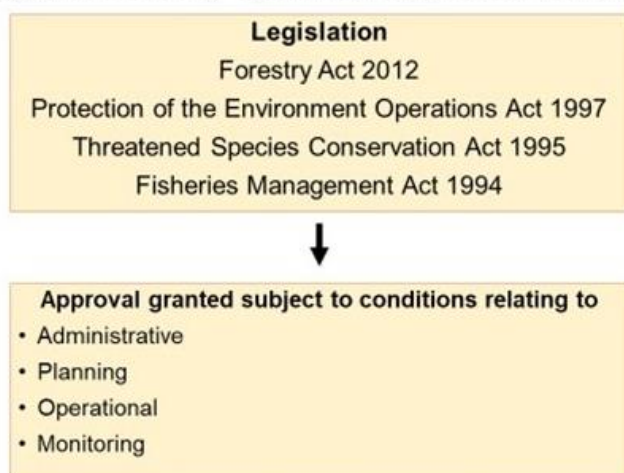 Legislation
Forestry Act 2012
Protection of the Environment Operations Act 1997
Threatened Species Conservation Act 1995
Fisheries Management Act 1994
Approval granted subject to conditions relating to
• Administrative
• Planning
• Operational
• Monitoring